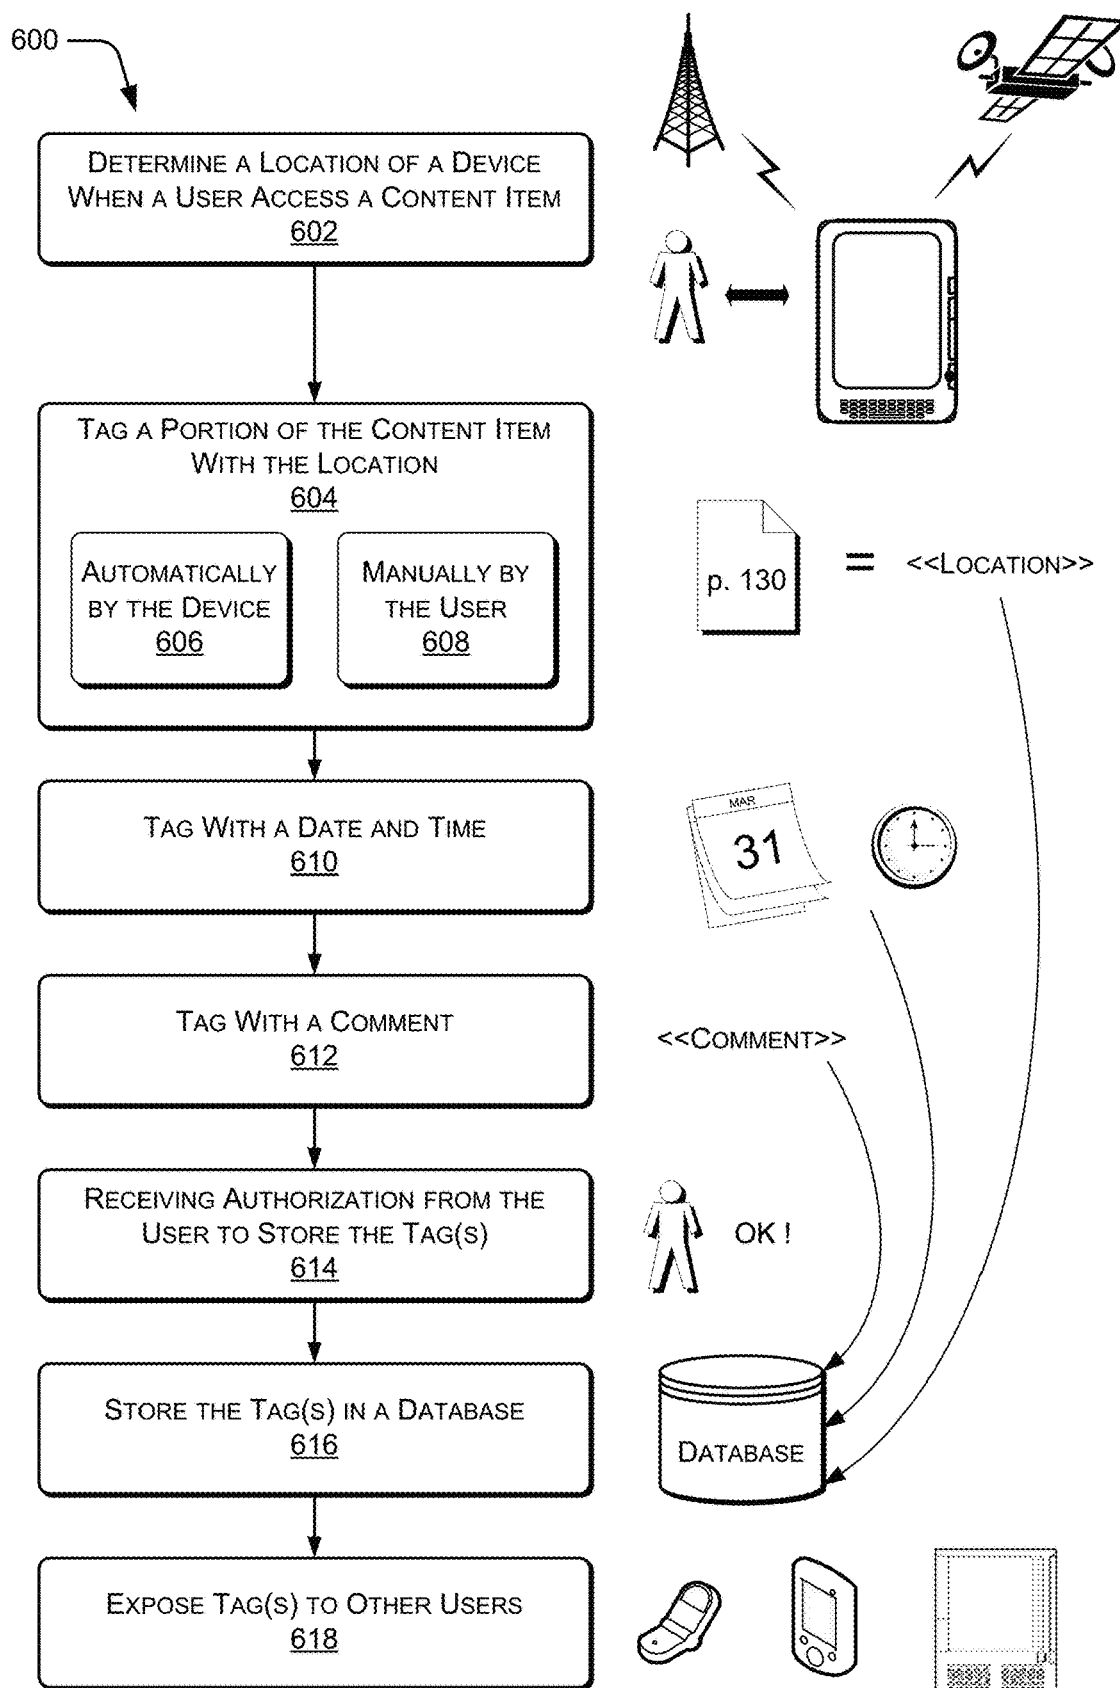 600
DETERMINE A LOCATION OF A DEVICE
WHEN A USER ACCESS A CONTENT ITEM
602
TAG A PORTION OF THE CONTENT ITEM
WITH THE LOCATION
604
AUTOMATICALLY
BY THE DEVICE
606
MANUALLY BY
THE USER
608
p. 130
=
<<LOCATION>>
TAG WITH A DATE AND TIME
610
MAR
31
TAG WITH A COMMENT
612
<<COMMENT>>
RECEIVING AUTHORIZATION FROM THE
USER TO STORE THE TAG(S)
614
OK !
STORE THE TAG(S) IN A DATABASE
616
DATABASE
EXPOSE TAG(S) TO OTHER USERS
618